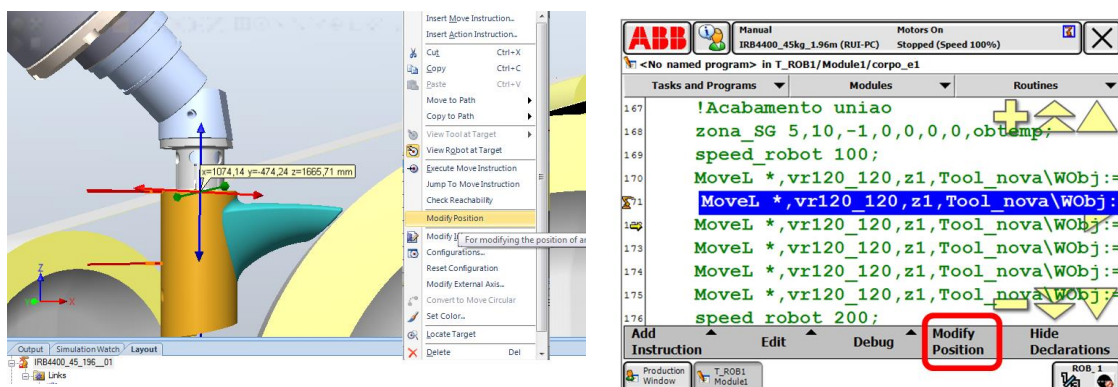 Insert Move Instruction...
Insert Action Instruction...
Cut Ctrl+X
Copy Ctrl+C
Paste Ctrl+V
Move to Path
Copy to Path
View Tool at Target
View Robot at Target
Execute Move Instruction
Jump To Move Instruction
Check Reachability
Modify Position
Modify I
For modifying the position of an
Configurations...
Reset Configuration
Modify External Axis...
Convert to Move Circular
Set Color...
Locate Target
Delete Del
x=1074,14 y=-474,24 z=1665,71 mm
Z
Y
X
Output Simulation Watch Layout
IRB4400_45_196__01
Links
ABB
Manual Motors On
IRB4400_45kg_1.96m (RUI-PC) Stopped (Speed 100%)
<No named program> in T_ROB1/Module1/corpo_e1
Tasks and Programs Modules Routines
167 !Acabamento uniao
168 zona_SG 5,10,-1,0,0,0,0,obtemp;
169 speed_robot 100;
170 MoveL *,vr120_120,z1,Tool_nova\WObj:=
71 MoveL *,vr120_120,z1,Tool_nova\WObj:
MoveL *,vr120_120,z1,Tool_nova\WObj:=
173 MoveL *,vr120_120,z1,Tool_nova\WObj:=
174 MoveL *,vr120_120,z1,Tool_nova\WObj:=
175 MoveL *,vr120_120,z1,Tool_nova\WObj:=
176 speed_robot 200;
Add Instruction Edit Debug Modify Position Hide Declarations
Production Window
T_ROB1 Module1
ROB_1